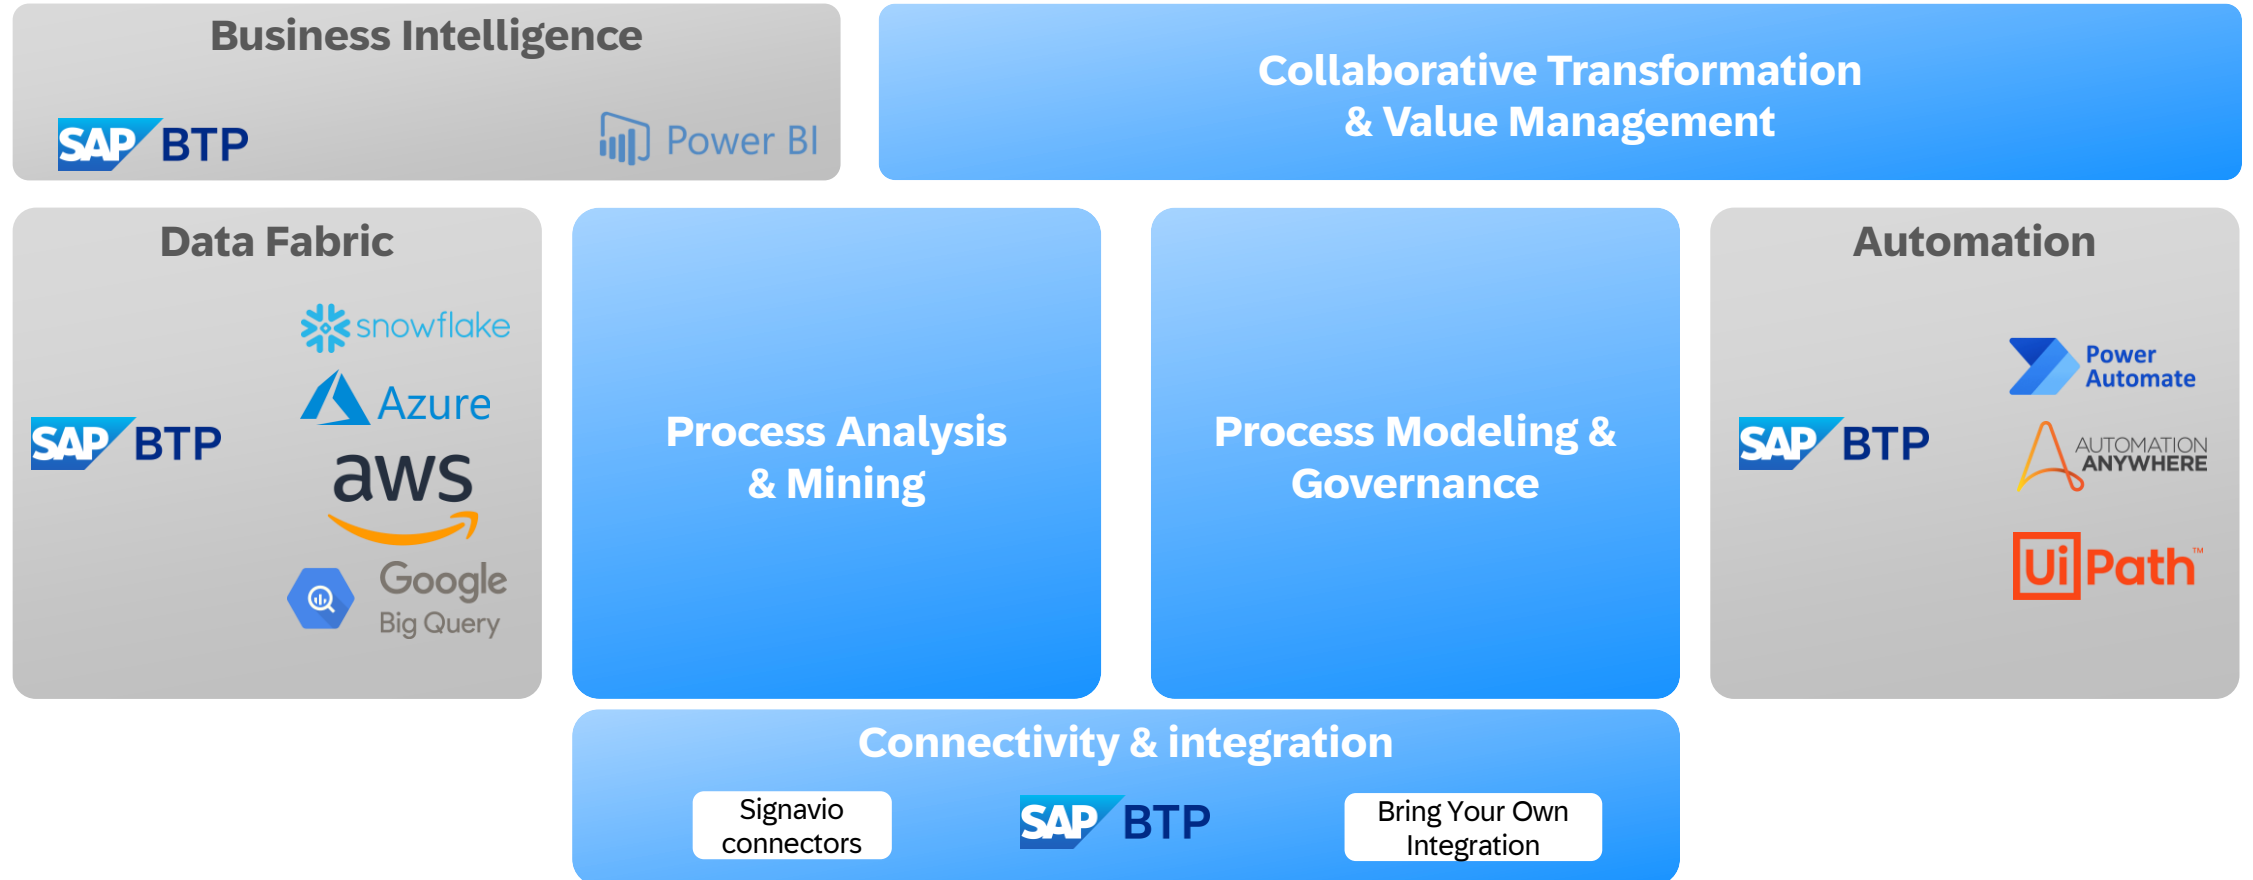 Business Intelligence
SAP BTP
Power BI
Collaborative Transformation
& Value Management
Data Fabric
SAP BTP
snowflake
Azure
aws
Google
Big Query
Process Analysis
& Mining
Process Modeling &
Governance
Automation
SAP BTP
Power
Automate
AUTOMATION
ANYWHERE
UiPath™
Connectivity & integration
Signavio
connectors
SAP BTP
Bring Your Own
Integration